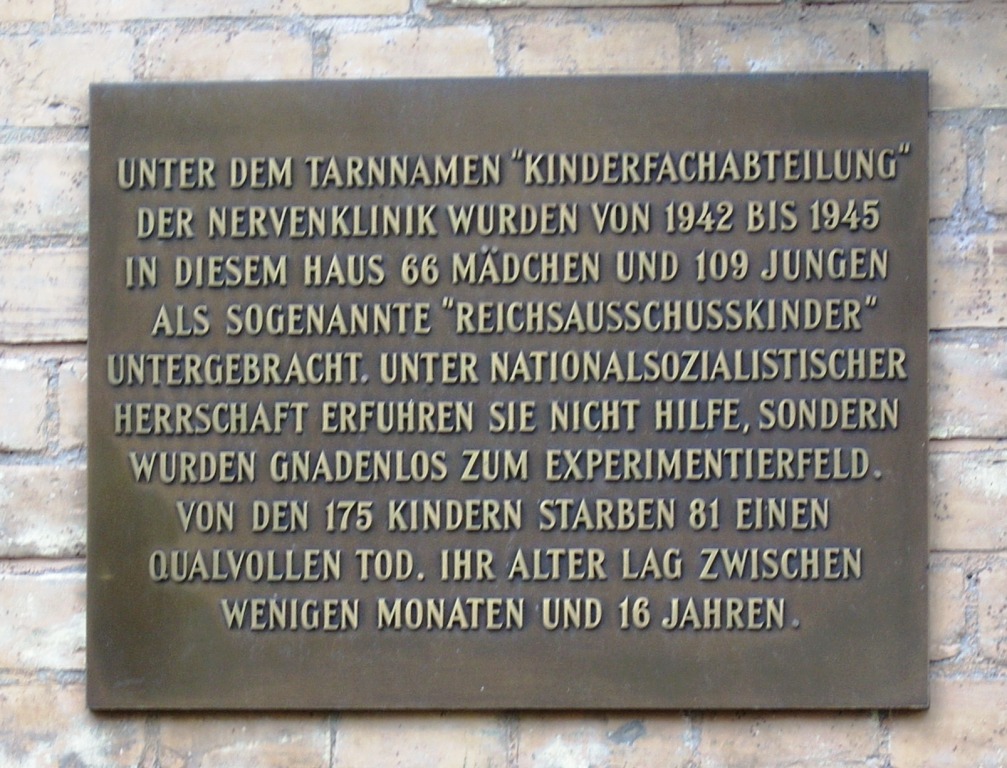 UNTER DEM TARNNAMEN "KINDERFACHABTEILUNG"
DER NERVENKLINIK WURDEN VON 1942 BIS 1945
IN DIESEM HAUS 66 MÄDCHEN UND 109 JUNGEN
ALS SOGENANNTE "REICHSAUSSCHUSSKINDER"
UNTERGEBRACHT. UNTER NATIONALSOZIALISTISCHER
HERRSCHAFT ERFUHREN SIE NICHT HILFE, SONDERN
WURDEN GNADENLOS ZUM EXPERIMENTIERFELD.
VON DEN 175 KINDERN STARBEN 81 EINEN
QUALVOLLEN TOD. IHR ALTER LAG ZWISCHEN
WENIGEN MONATEN UND 16 JAHREN.